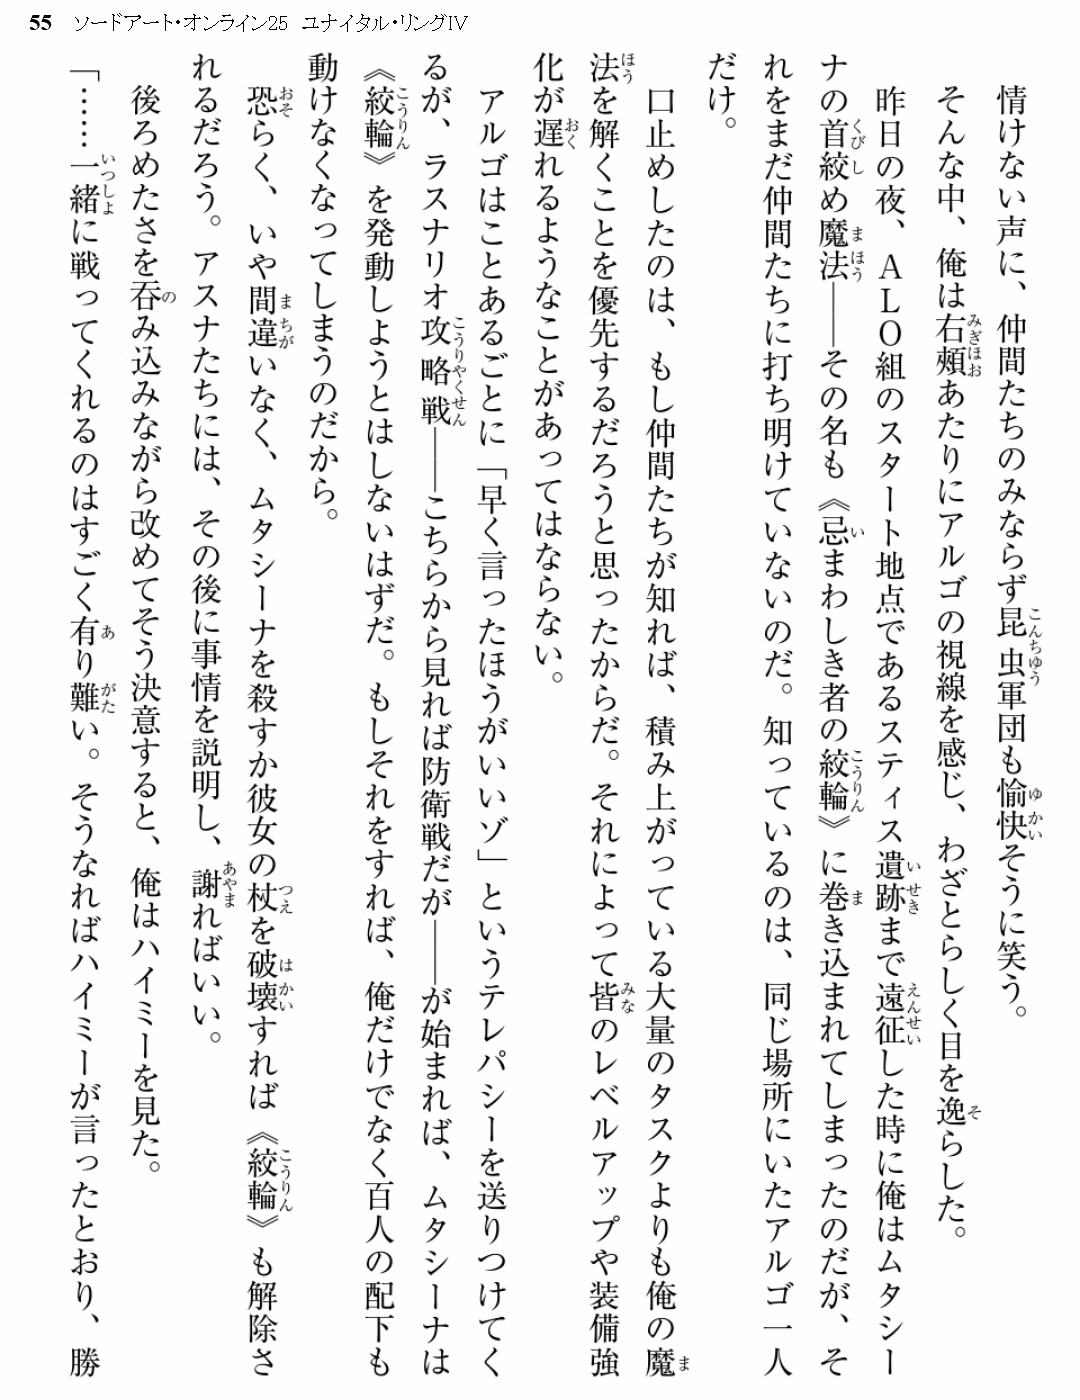 55 ソードアート・オンライン25 ユナイタル・リングIV
情けない声に、仲間たちのみならず昆虫軍団も愉快そうに笑う。
そんな中、俺は右頰あたりにアルゴの視線を感じ、わざとらしく目を逸らした。
昨日の夜、ＡＬＯ組のスタート地点であるスティス遺跡まで遠征した時に俺はムタシー
ナの首絞め魔法――その名も《忌まわしき者の絞輪》に巻き込まれてしまったのだが、そ
れをまだ仲間たちに打ち明けていないのだ。知っているのは、同じ場所にいたアルゴ一人
だけ。
口止めしたのは、もし仲間たちが知れば、積み上がっている大量のタスクよりも俺の魔
法を解くことを優先するだろうと思ったからだ。それによって皆のレベルアップや装備強
化が遅れるようなことがあってはならない。
アルゴはことあるごとに「早く言ったほうがいいゾ」というテレパシーを送りつけてく
るが、ラスナリオ攻略戦――こちらから見れば防衛戦だが――が始まれば、ムタシーナは
《絞輪》を発動しようとはしないはずだ。もしそれをすれば、俺だけでなく百人の配下も
動けなくなってしまうのだから。
恐らく、いや間違いなく、ムタシーナを殺すか彼女の杖を破壊すれば《絞輪》も解除さ
れるだろう。アスナたちには、その後に事情を説明し、謝ればいい。
後ろめたさを吞み込みながら改めてそう決意すると、俺はハイミーを見た。
「……一緒に戦ってくれるのはすごく有り難い。そうなればハイミーが言ったとおり、勝